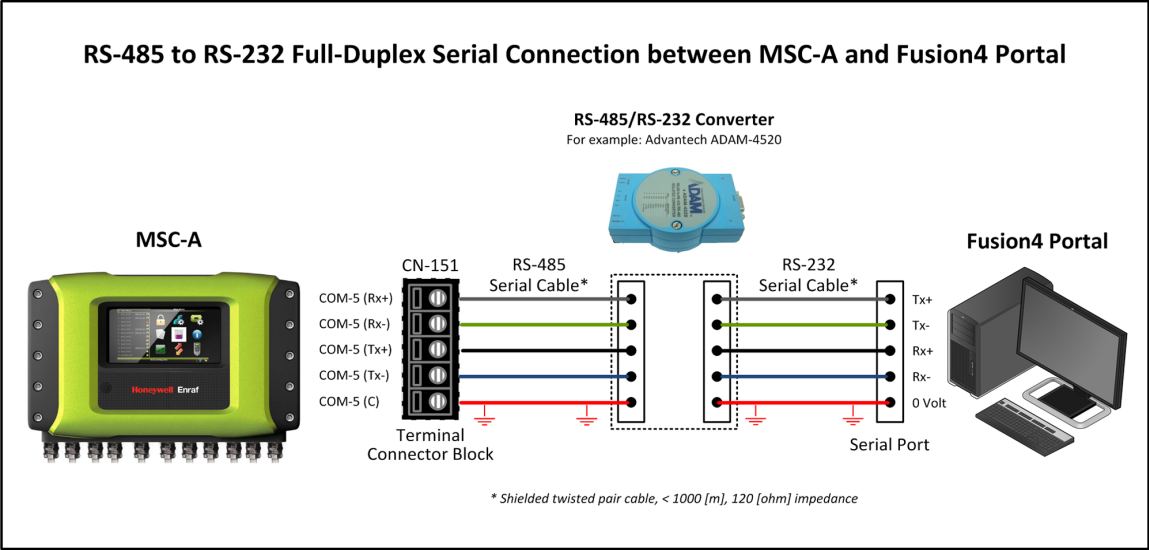 RS-485 to RS-232 Full-Duplex Serial Connection between MSC-A and Fusion4 Portal
RS-485/RS-232 Converter
For example: Advantech ADAM-4520
ADAM
MSC-A
Fusion4 Portal
CN-151
RS-485
Serial Cable*
RS-232
Serial Cable*
COM-5 (Rx+)
COM-5 (Rx-)
COM-5 (Tx+)
COM-5 (Tx-)
COM-5 (C)
Tx+
Tx-
Rx+
Rx-
0 Volt
Honeywell Enraf
Terminal
Connector Block
Serial Port
* Shielded twisted pair cable, < 1000 [m], 120 [ohm] impedance